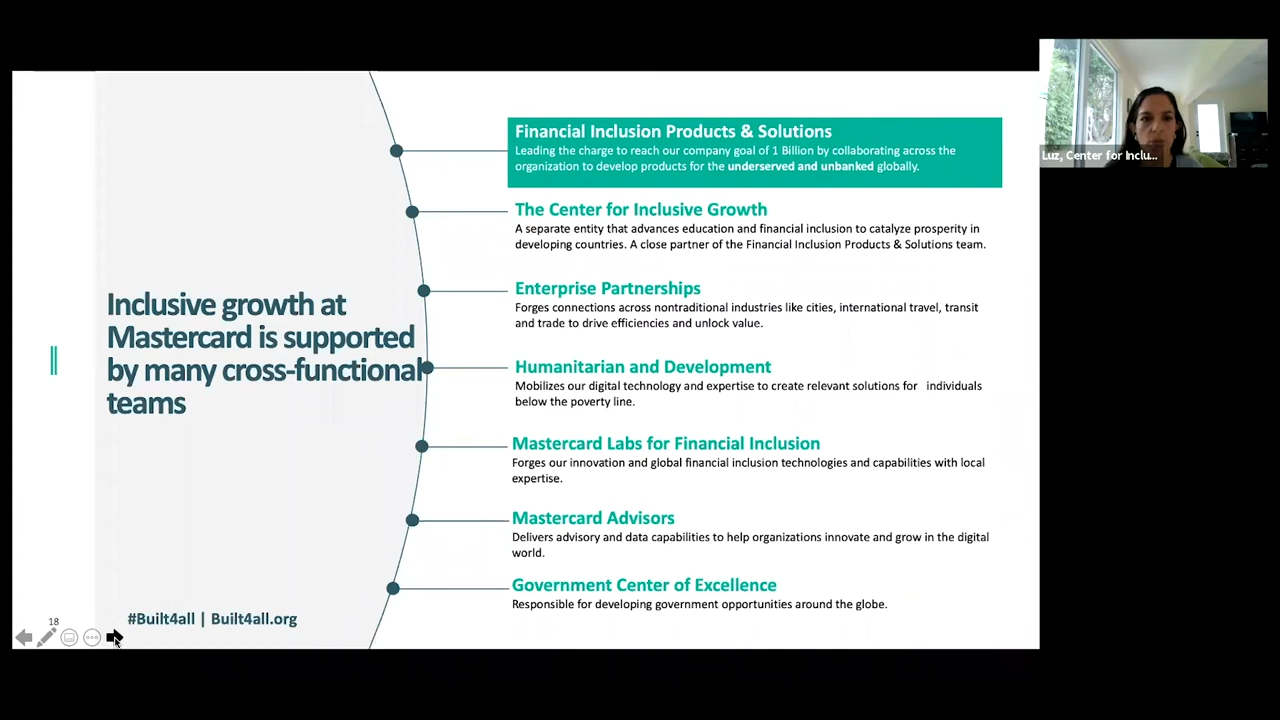 Inclusive growth at
Mastercard is supported
by many cross-functional
teams
Financial Inclusion Products & Solutions
Leading the charge to reach our company goal of 1 Billion by collaborating across the
organization to develop products for the underserved and unbanked globally.
The Center for Inclusive Growth
A separate entity that advances education and financial inclusion to catalyze prosperity in
developing countries. A close partner of the Financial Inclusion Products & Solutions team.
Enterprise Partnerships
Forges connections across nontraditional industries like cities, international travel, transit
and trade to drive efficiencies and unlock value.
Humanitarian and Development
Mobilizes our digital technology and expertise to create relevant solutions for individuals
below the poverty line.
Mastercard Labs for Financial Inclusion
Forges our innovation and global financial inclusion technologies and capabilities with local
expertise.
Mastercard Advisors
Delivers advisory and data capabilities to help organizations innovate and grow in the digital
world.
Government Center of Excellence
Responsible for developing government opportunities around the globe.
#Built4all | Built4all.org
18
Luz, Center for Inclu...